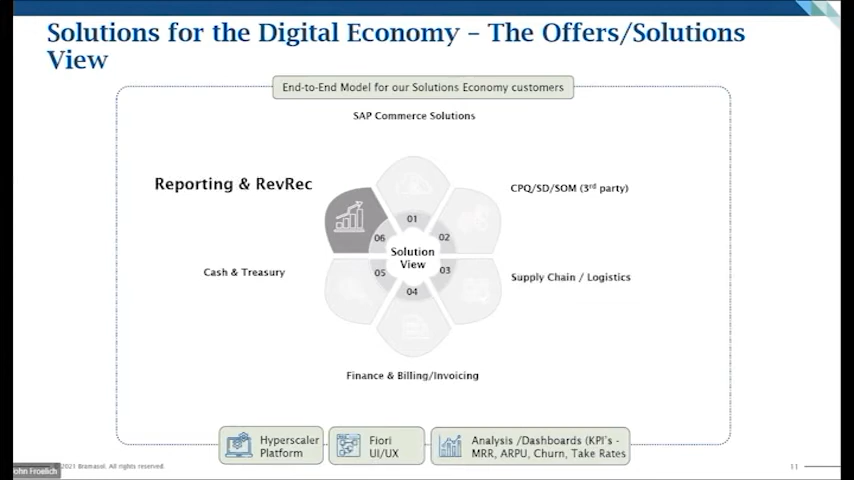 Solutions for the Digital Economy – The Offers/Solutions
View
End-to-End Model for our Solutions Economy customers
SAP Commerce Solutions
Reporting & RevRec
CPQ/SD/SOM (3rd party)
01
06
02
Solution
View
Cash & Treasury
05
03
Supply Chain / Logistics
04
Finance & Billing/Invoicing
Hyperscaler
Platform
Fiori
UI/UX
Analysis /Dashboards (KPI's -
MRR, ARPU, Churn, Take Rates
2021 Bramasol. All rights reserved.
11
John Froelich